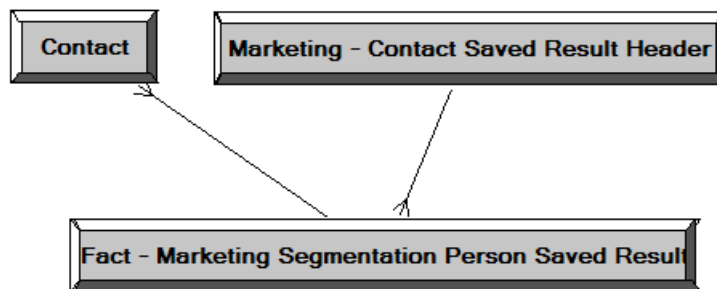 Contact
Marketing - Contact Saved Result Header
Fact - Marketing Segmentation Person Saved Result